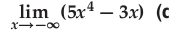 lim (5x⁴ − 3x) (
x→−∞